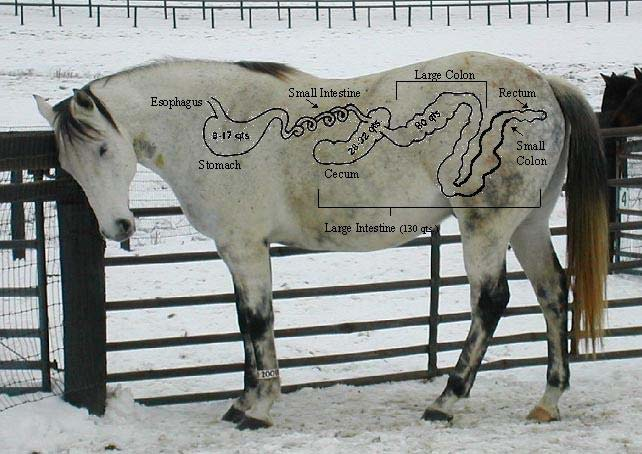 Large Colon
Small Intestine
Rectum
Esophagus
8-17 qts
28-32 qts
80 qts
Small
Colon
Stomach
Cecum
Large Intestine (130 qts.)
4